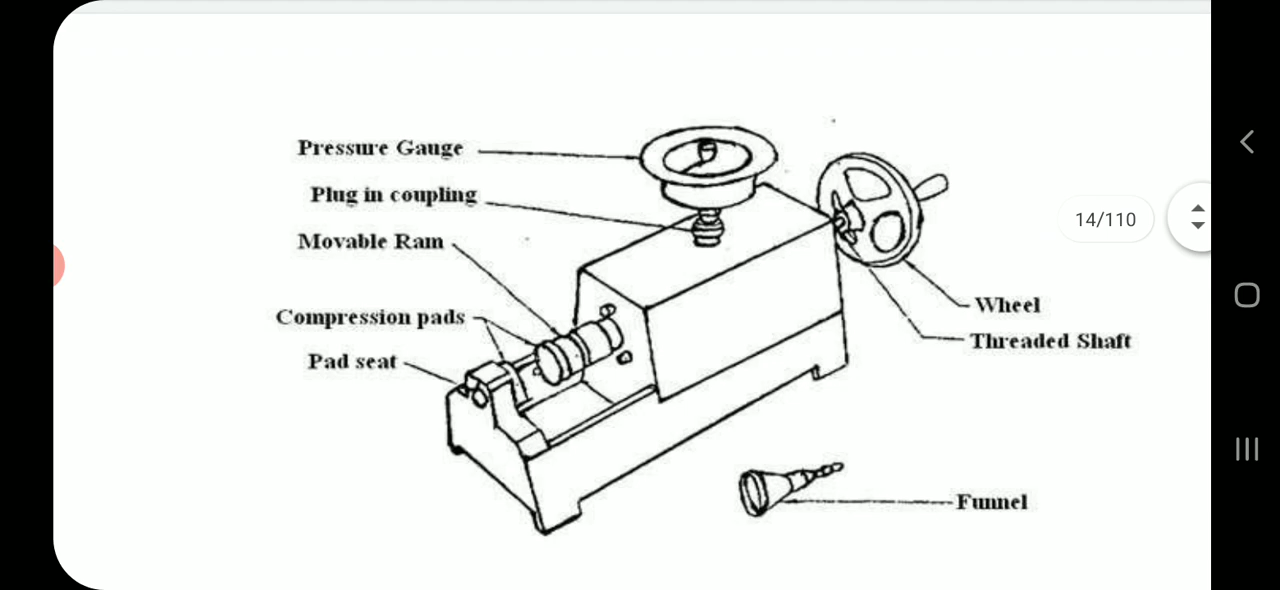 Pressure Gauge
Plug in coupling
Movable Ram
Compression pads
Pad seat
14/110
Wheel
Threaded Shaft
Funnel